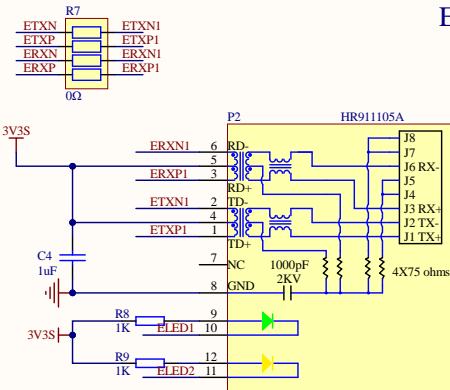 R7
E
ETXN ETXN1
ETXP ETXP1
ERXN ERXN1
ERXP ERXP1
0Ω
P2 HR911105A
3V3S
ERXN1 6 RD-
5
ERXP1 3 RD+
ETXN1 2 TD-
4
ETXP1 1 TD+
7 NC
8 GND
J8
J7
J6 RX-
J5
J4
J3 RX+
J2 TX-
J1 TX+
C4
1uF
1000pF
2KV
4X75 ohms
R8
1K
9
ELED1 10
3V3S
R9
1K
12
ELED2 11